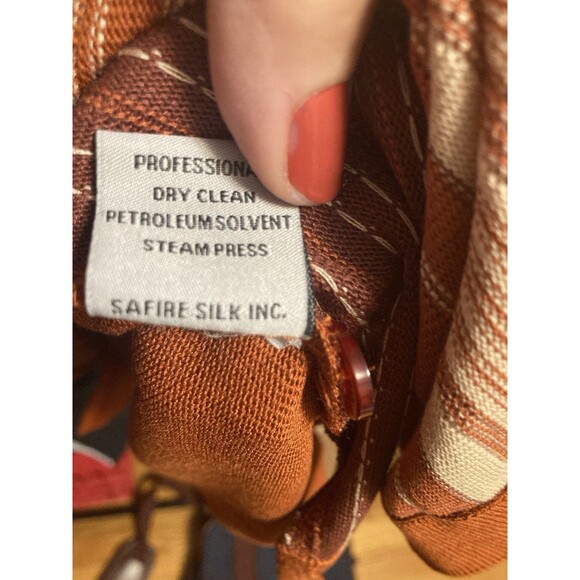 PROFESSIONA
DRY CLEAN
PETROLEUM SOLVENT
STEAM PRESS
SAFIRE SILK INC.